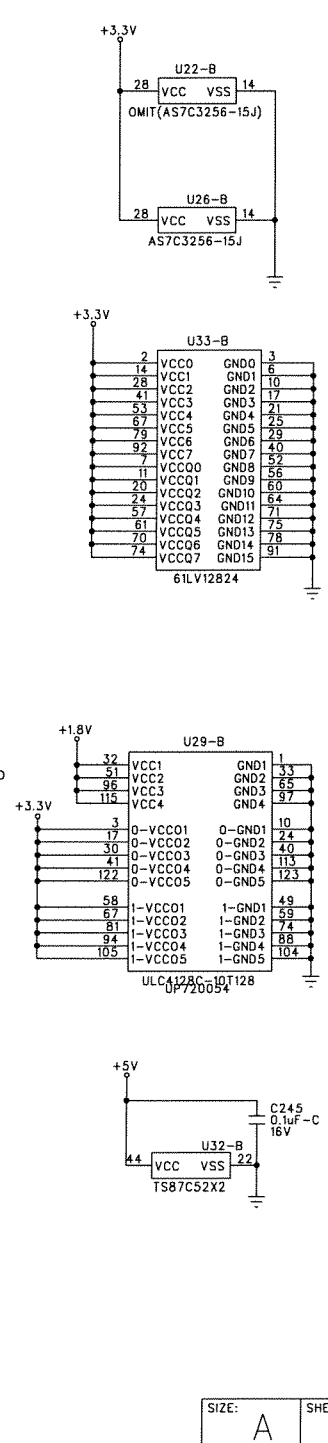 +3.3V
U22-B
28 VCC VSS 14
OMIT(AS7C3256-15J)
U26-B
28 VCC VSS 14
AS7C3256-15J
+3.3V
U33-B
2 VCC0 GND0 3
14 VCC1 GND1 6
28 VCC2 GND2 10
41 VCC3 GND3 17
53 VCC4 GND4 21
67 VCC5 GND5 25
79 VCC6 GND6 29
92 VCC7 GND7 40
7 VCCQ0 GND8 52
11 VCCQ1 GND9 56
20 VCCQ2 GND10 60
24 VCCQ3 GND11 64
57 VCCQ4 GND12 71
61 VCCQ5 GND13 75
70 VCCQ6 GND14 78
74 VCCQ7 GND15 91
61LV12824
+1.8V
U29-B
32 VCC1 GND1 1
51 VCC2 GND2 33
96 VCC3 GND3 65
115 VCC4 GND4 97
+3.3V
3 0-VCCO1 0-GND1 10
17 0-VCCO2 0-GND2 24
30 0-VCCO3 0-GND3 40
41 0-VCCO4 0-GND4 113
122 0-VCCO5 0-GND5 123
58 1-VCCO1 1-GND1 49
67 1-VCCO2 1-GND2 59
81 1-VCCO3 1-GND3 74
94 1-VCCO4 1-GND4 88
105 1-VCCO5 1-GND5 104
ULC4128C-10T128
UP720054
+5V
C245
0.1uF-C
16V
U32-B
44 VCC VSS 22
TS87C52X2
SIZE: SHE
A